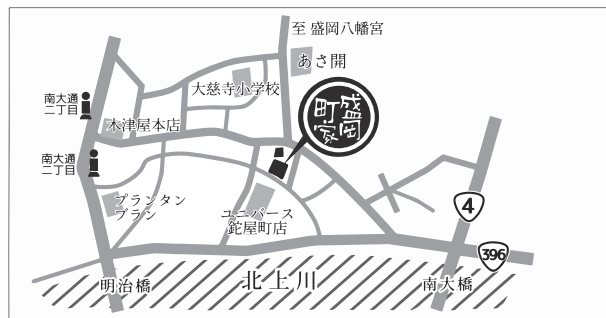 至 盛岡八幡宮
あさ開
大慈寺小学校
盛岡
町家
南大通
二丁目
木津屋本店
南大通
二丁目
プランタン
ブラン
ユニバース
鉈屋町店
4
396
明治橋
北上川
南大橋